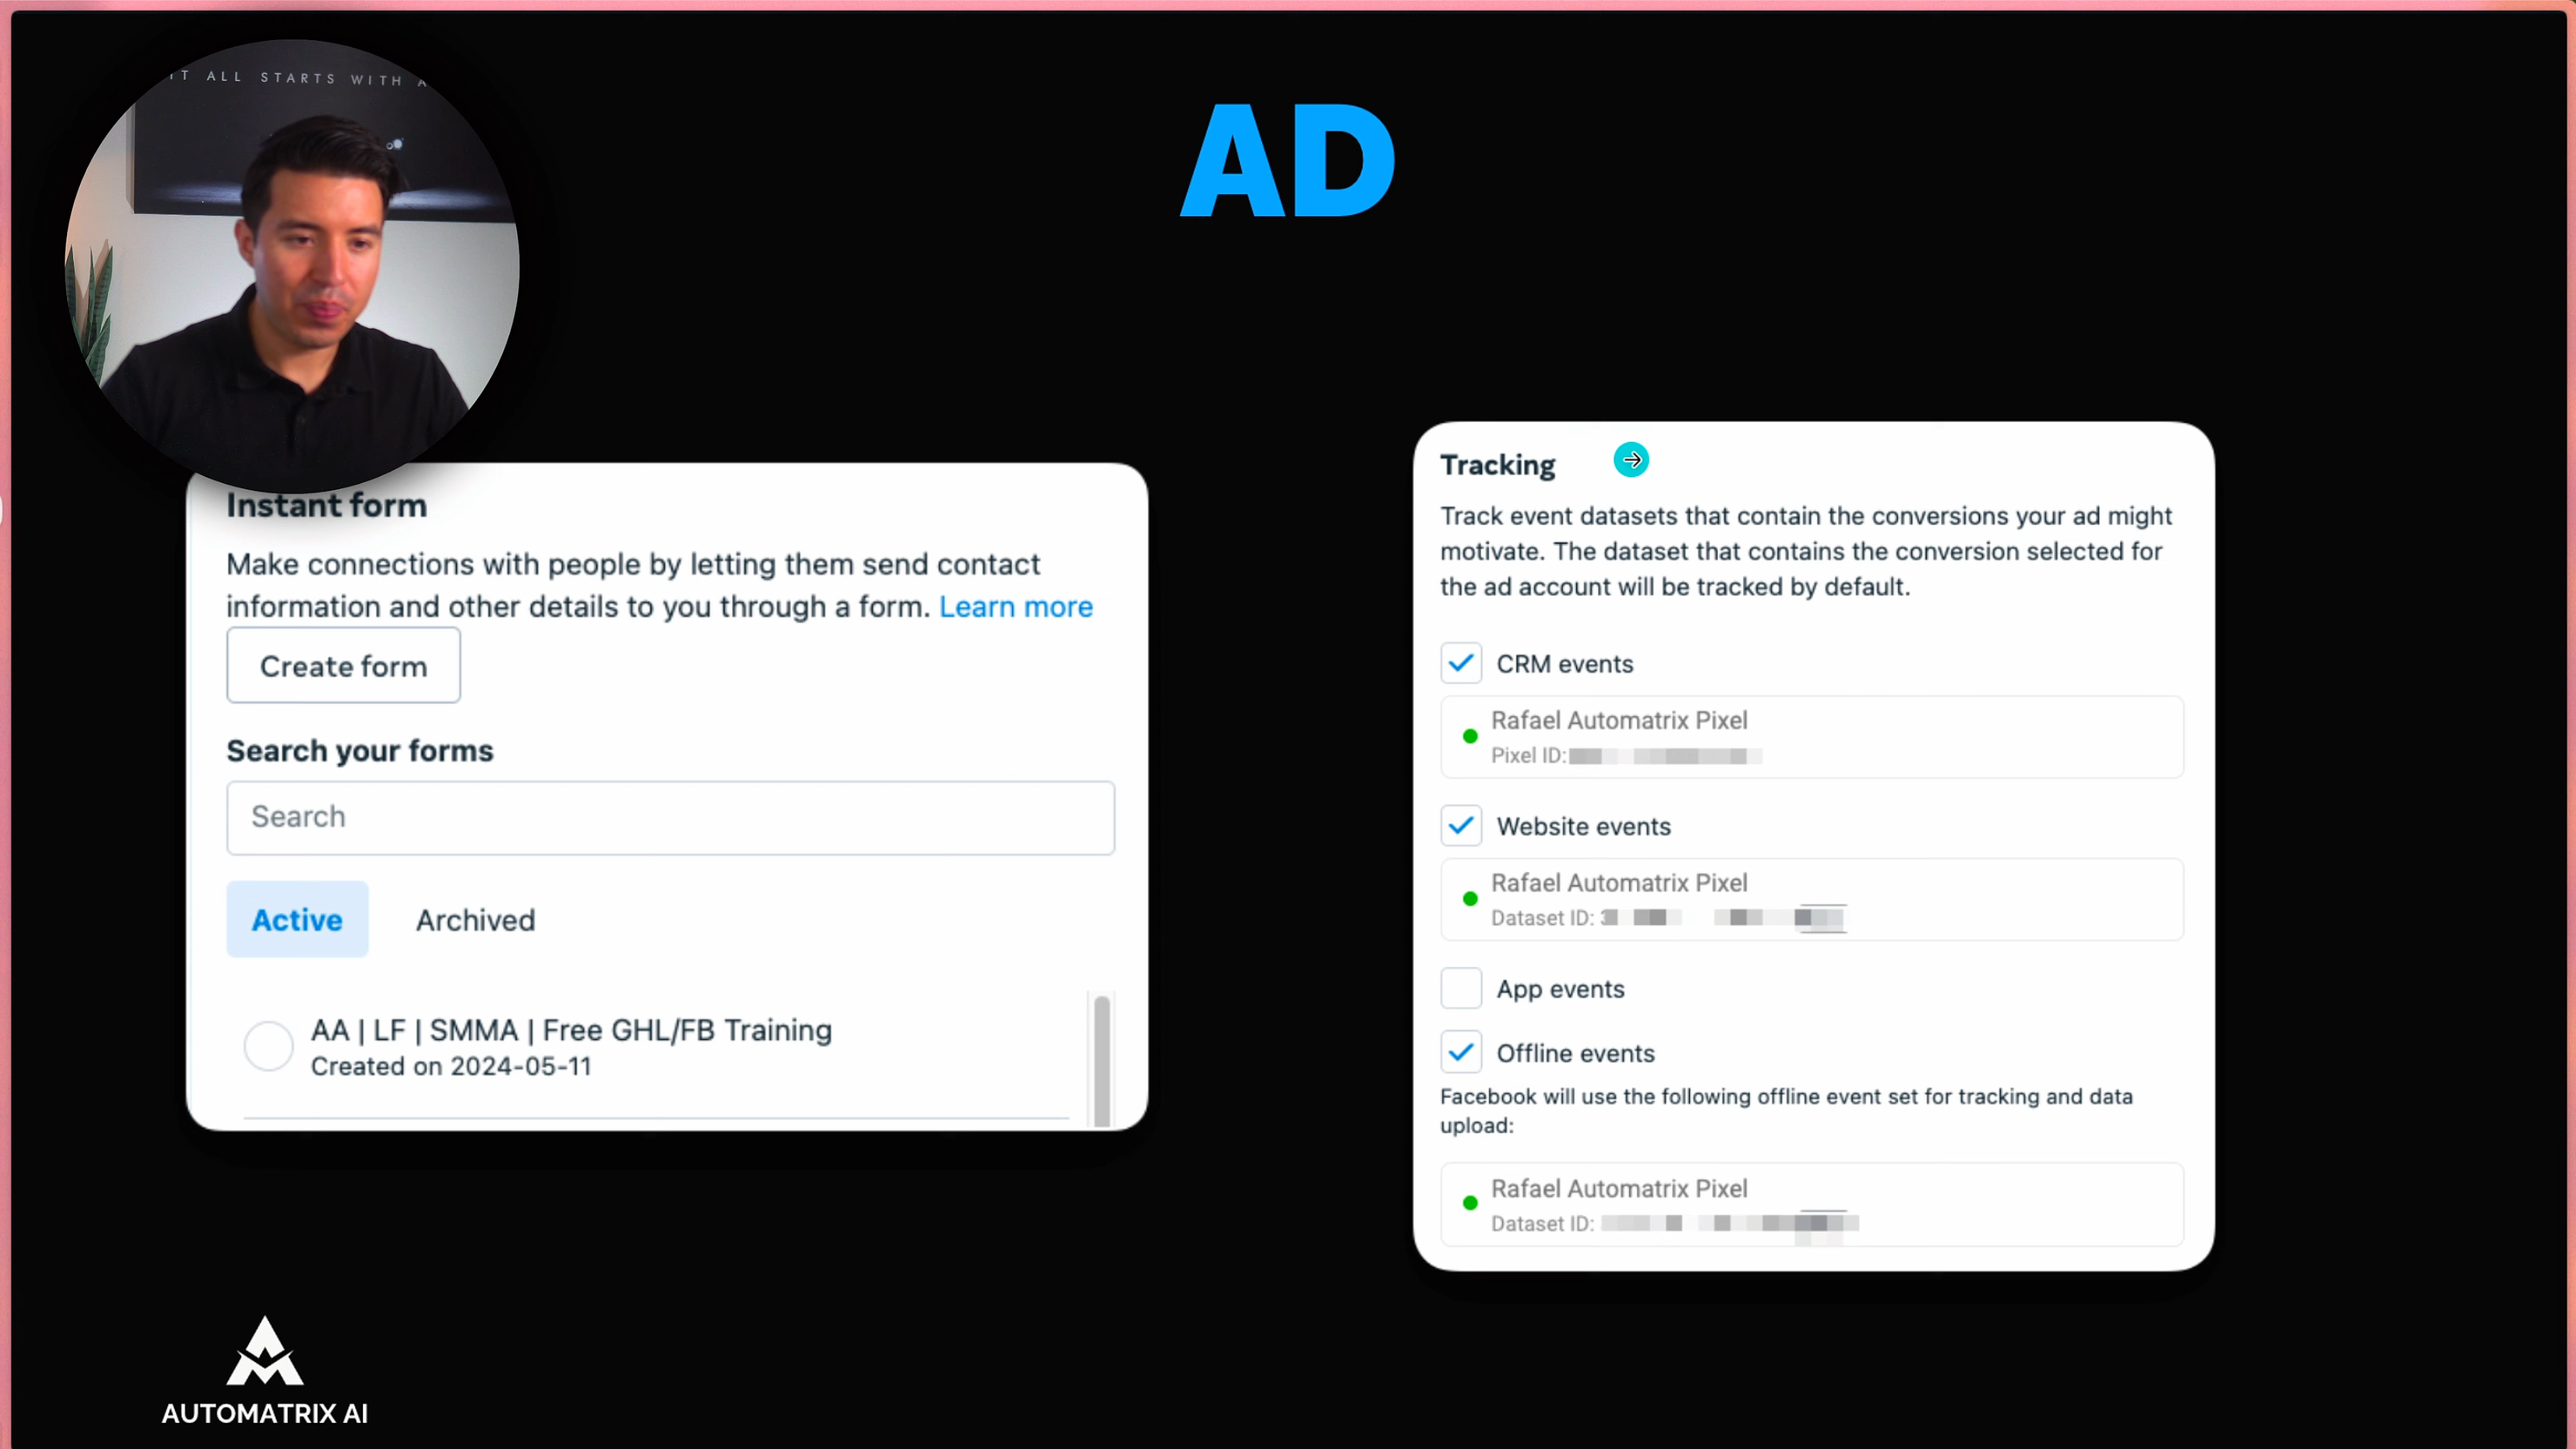 IT ALL STARTS WITH A
AD
Instant form
Make connections with people by letting them send contact
information and other details to you through a form. Learn more
Create form
Search your forms
Search
Active
Archived
AA | LF | SMMA | Free GHL/FB Training
Created on 2024-05-11
Tracking
Track event datasets that contain the conversions your ad might
motivate. The dataset that contains the conversion selected for
the ad account will be tracked by default.
CRM events
Rafael Automatrix Pixel
Pixel ID:
Website events
Rafael Automatrix Pixel
Dataset ID:
App events
Offline events
Facebook will use the following offline event set for tracking and data
upload:
Rafael Automatrix Pixel
Dataset ID:
AUTOMATRIX AI